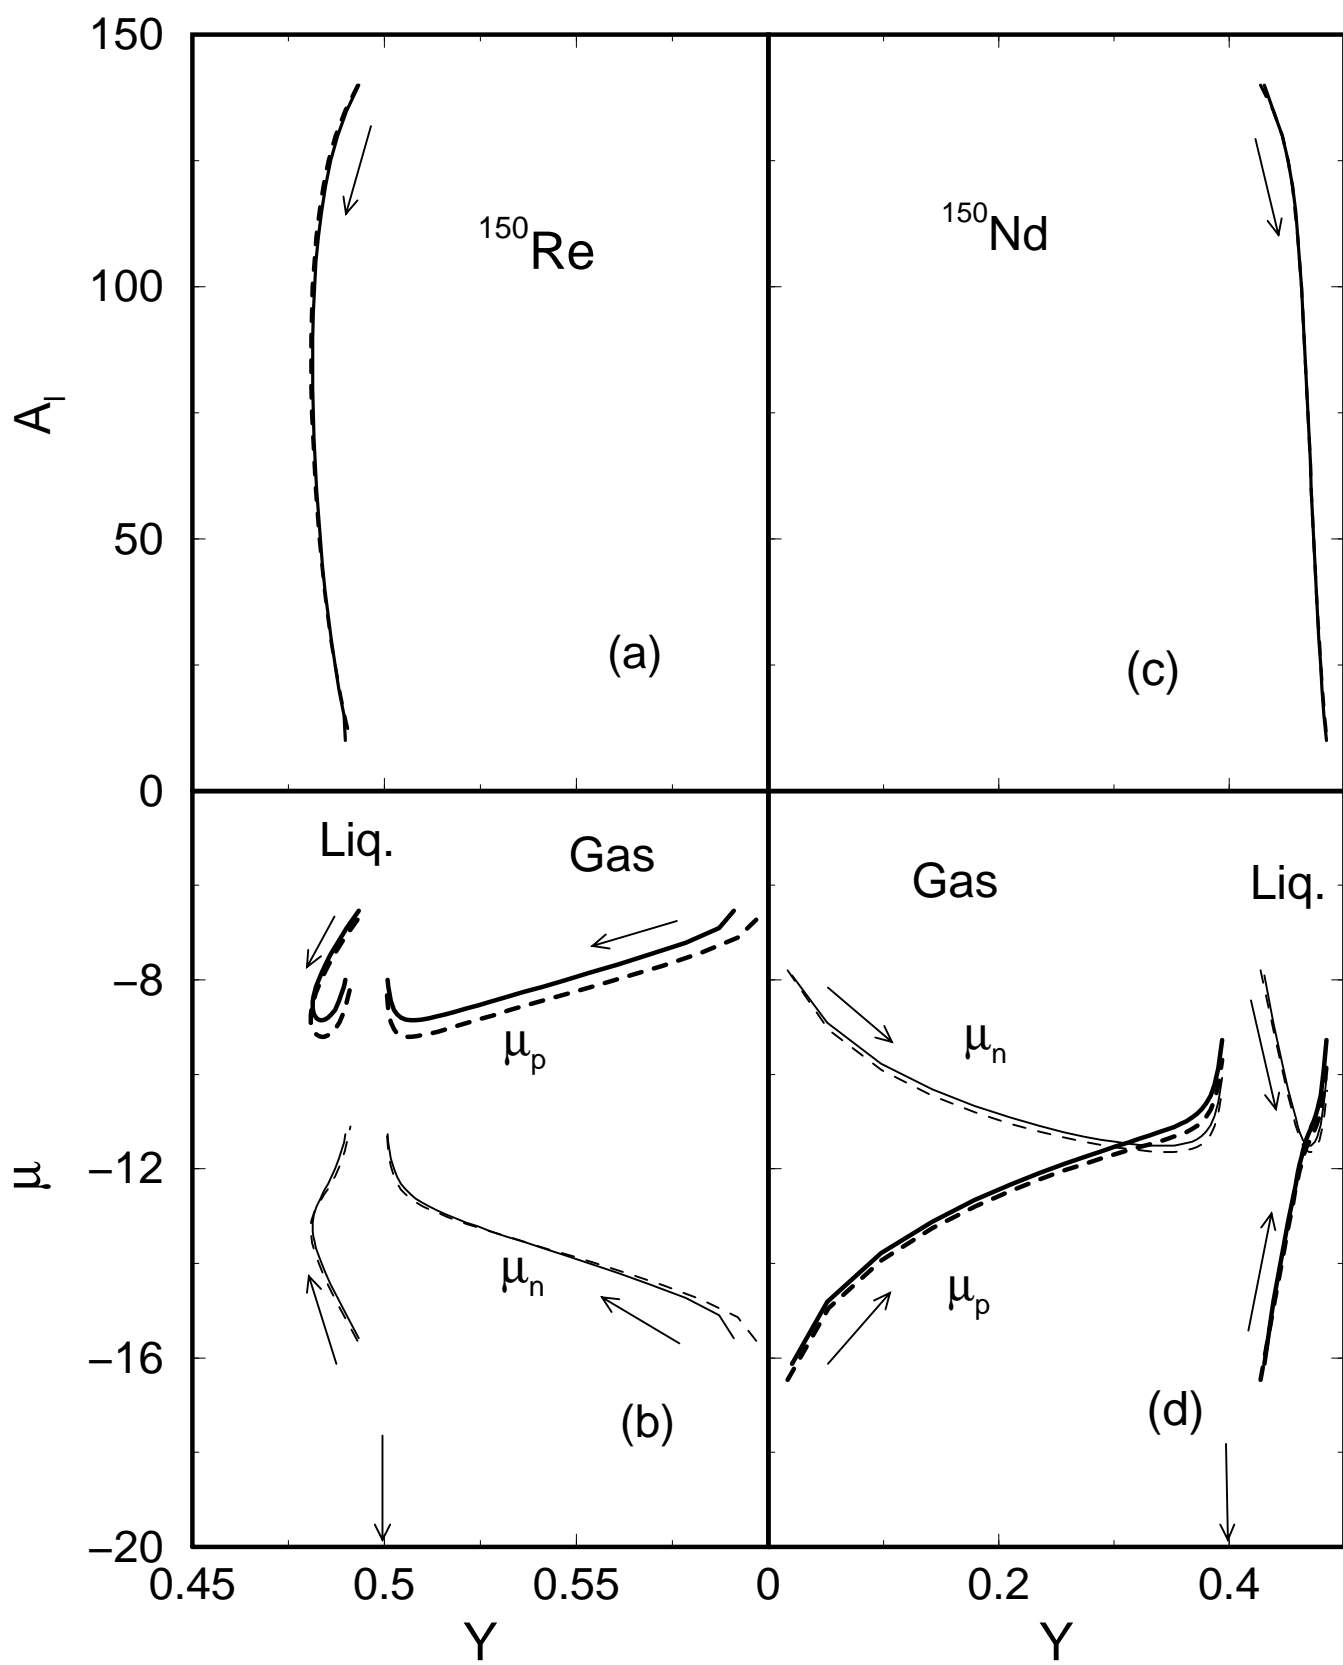 150
150Re
150Nd
100
A_l
50
(a)
(c)
0
Liq.
Gas
Gas
Liq.
−8
μ_p
μ_n
μ
−12
μ_n
μ_p
−16
(b)
(d)
−20
0.45
0.5
0.55
0
0.2
0.4
Y
Y